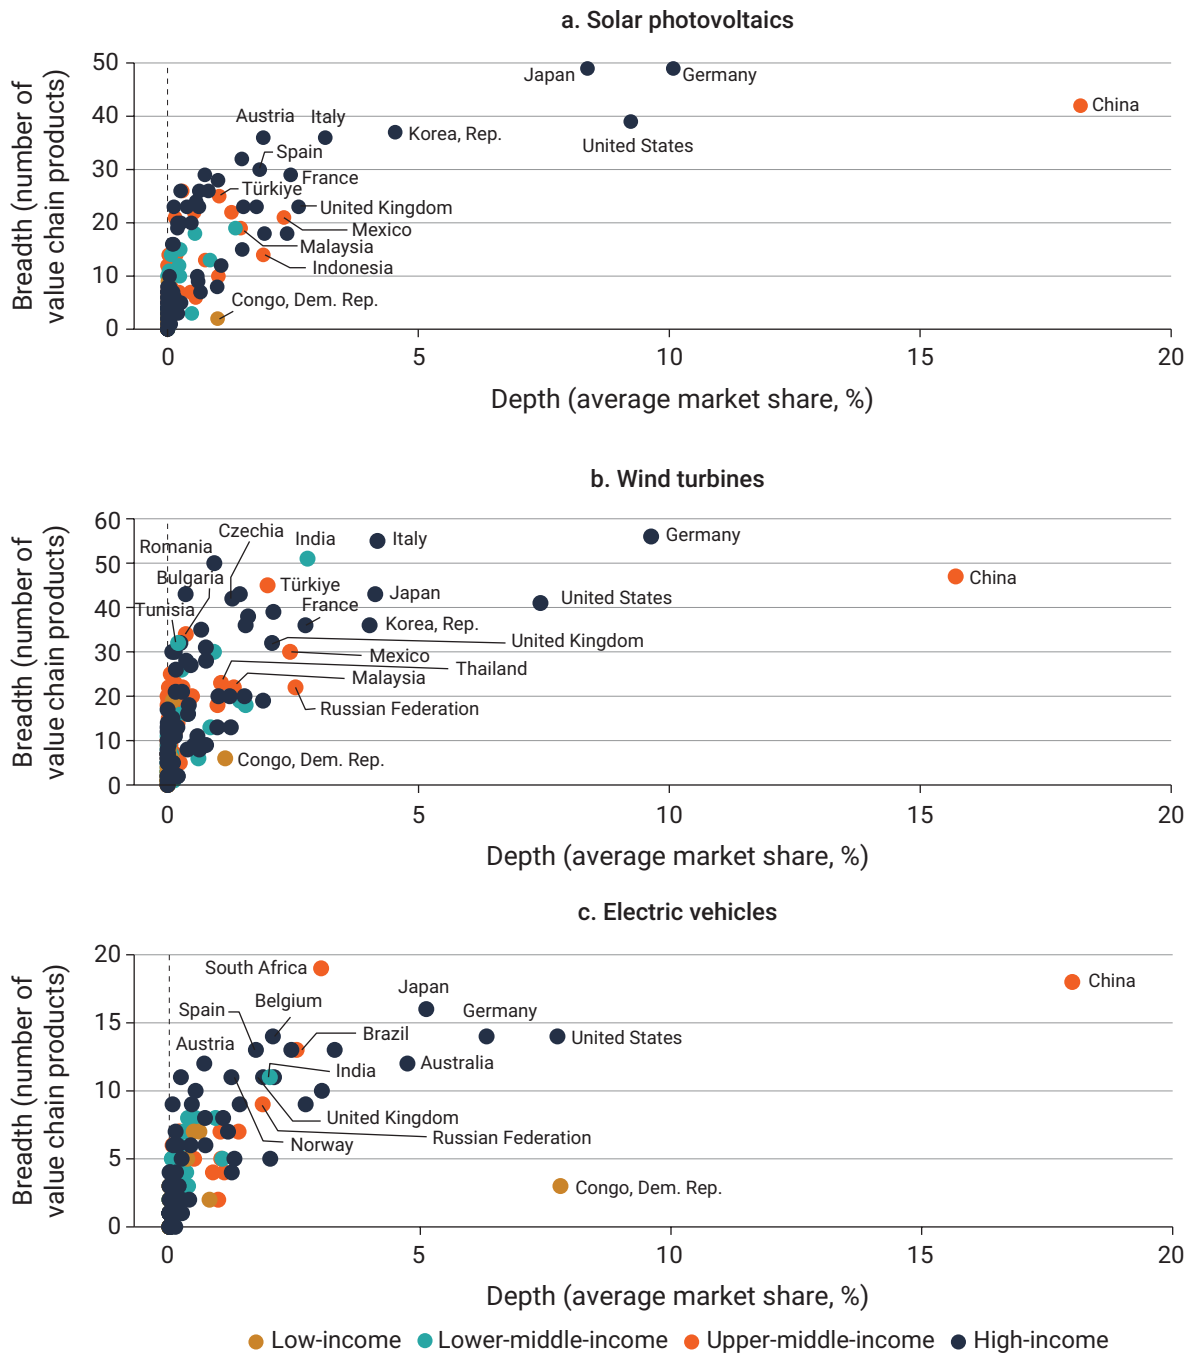 a. Solar photovoltaics
Breadth (number of
value chain products)
50
40
30
20
10
0
Japan
Germany
China
Austria
Italy
Korea, Rep.
United States
Spain
France
Türkiye
United Kingdom
Mexico
Malaysia
Indonesia
Congo, Dem. Rep.
0
5
10
15
20
Depth (average market share, %)
b. Wind turbines
Breadth (number of
value chain products)
60
50
40
30
20
10
0
Czechia
Romania
India
Italy
Germany
Bulgaria
Türkiye
China
Tunisia
France
Japan
United States
Korea, Rep.
United Kingdom
Mexico
Thailand
Malaysia
Russian Federation
Congo, Dem. Rep.
0
5
10
15
20
Depth (average market share, %)
c. Electric vehicles
Breadth (number of
value chain products)
20
15
10
5
0
South Africa
China
Japan
Belgium
Spain
Germany
Brazil
United States
Austria
Australia
India
United Kingdom
Russian Federation
Norway
Congo, Dem. Rep.
0
5
10
15
20
Depth (average market share, %)
Low-income Lower-middle-income Upper-middle-income High-income